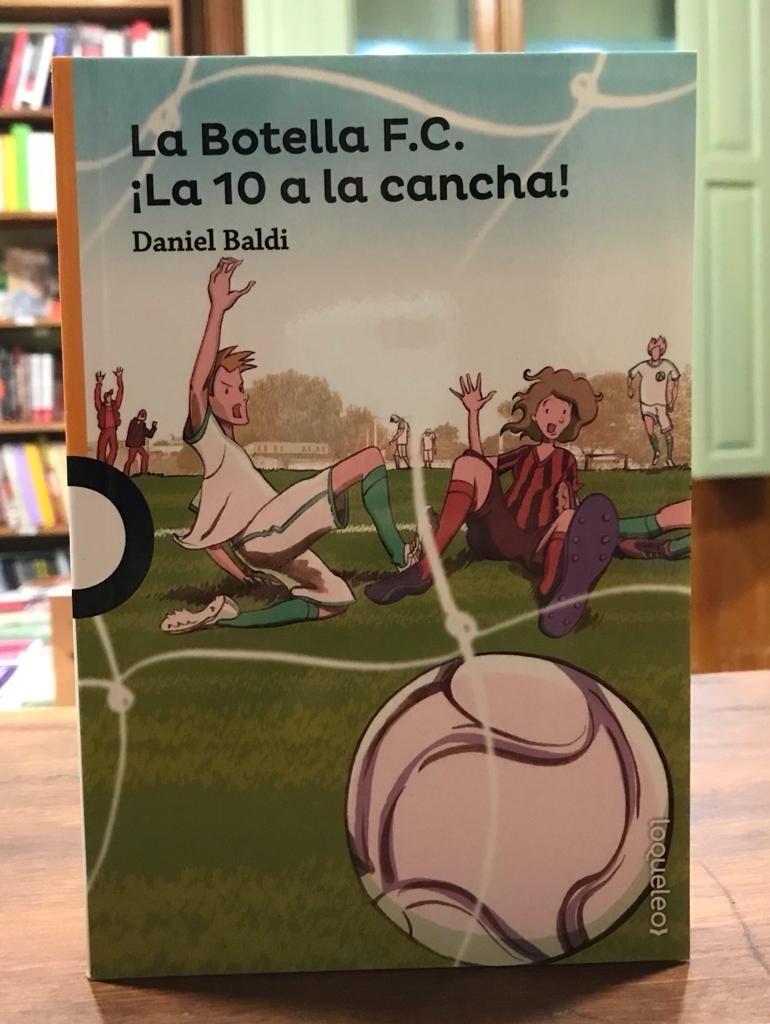 La Botella F.C.
¡La 10 a la cancha!
Daniel Baldi
loqueleo}